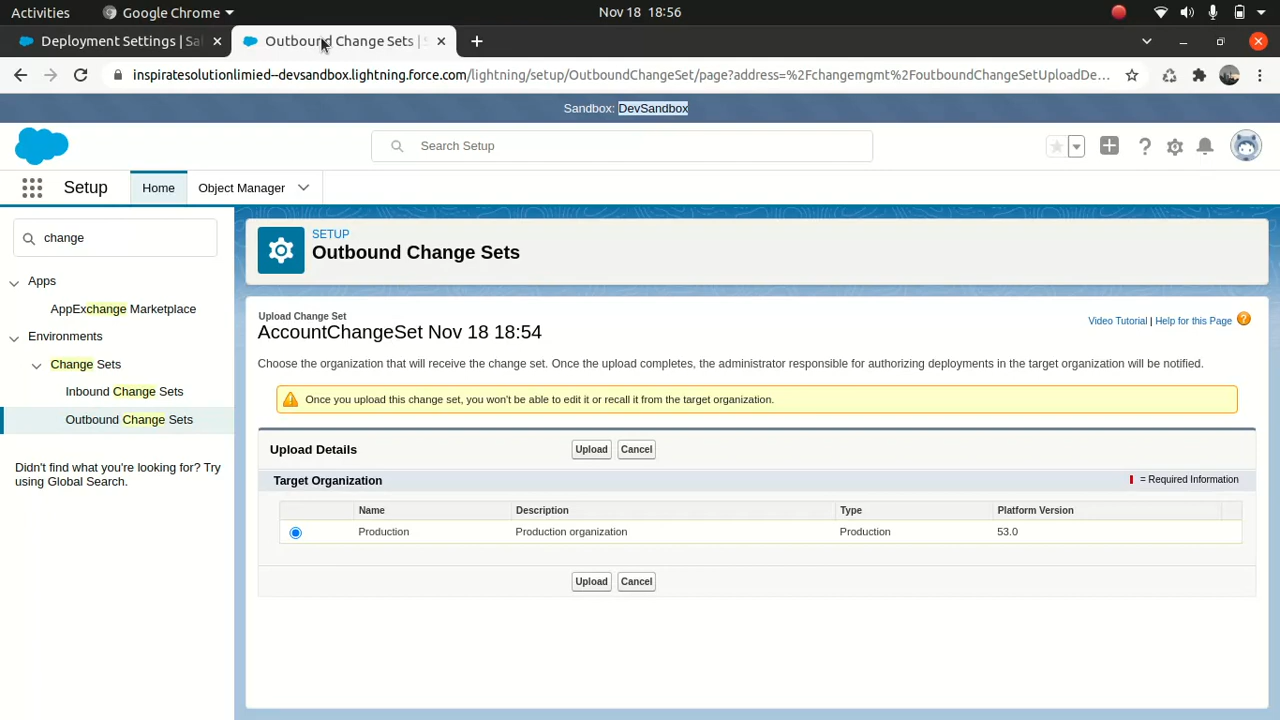 Activities
Google Chrome
Nov 18 18:56
Deployment Settings | Sal
Outbound Change Sets | S
inspiratesolutionlimied--devsandbox.lightning.force.com/lightning/setup/OutboundChangeSet/page?address=%2Fchangemgmt%2FoutboundChangeSetUploadDe...
Sandbox: DevSandbox
Search Setup
Setup
Home
Object Manager
change
Apps
AppExchange Marketplace
Environments
Change Sets
Inbound Change Sets
Outbound Change Sets
Didn't find what you're looking for? Try
using Global Search.
SETUP
Outbound Change Sets
Upload Change Set
AccountChangeSet Nov 18 18:54
Video Tutorial | Help for this Page
Choose the organization that will receive the change set. Once the upload completes, the administrator responsible for authorizing deployments in the target organization will be notified.
Once you upload this change set, you won't be able to edit it or recall it from the target organization.
Upload Details
Upload
Cancel
Target Organization
= Required Information
Name Description Type Platform Version
Production Production organization Production 53.0
Upload
Cancel